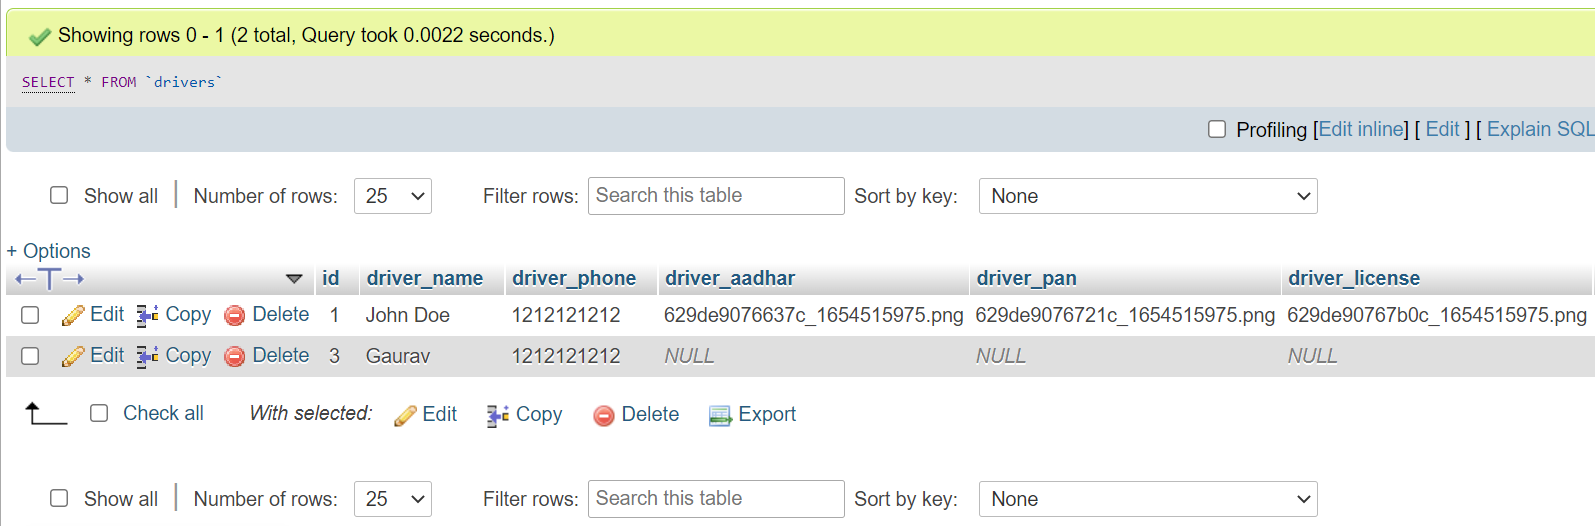 Showing rows 0 - 1 (2 total, Query took 0.0022 seconds.)
SELECT * FROM `drivers`
Profiling [Edit inline] [ Edit ] [ Explain SQL
Show all Number of rows: 25 Filter rows: Search this table Sort by key: None
+ Options
←T→ id driver_name driver_phone driver_aadhar driver_pan driver_license
Edit Copy Delete 1 John Doe 1212121212 629de9076637c_1654515975.png 629de9076721c_1654515975.png 629de90767b0c_1654515975.png
Edit Copy Delete 3 Gaurav 1212121212 NULL NULL NULL
Check all With selected: Edit Copy Delete Export
Show all Number of rows: 25 Filter rows: Search this table Sort by key: None